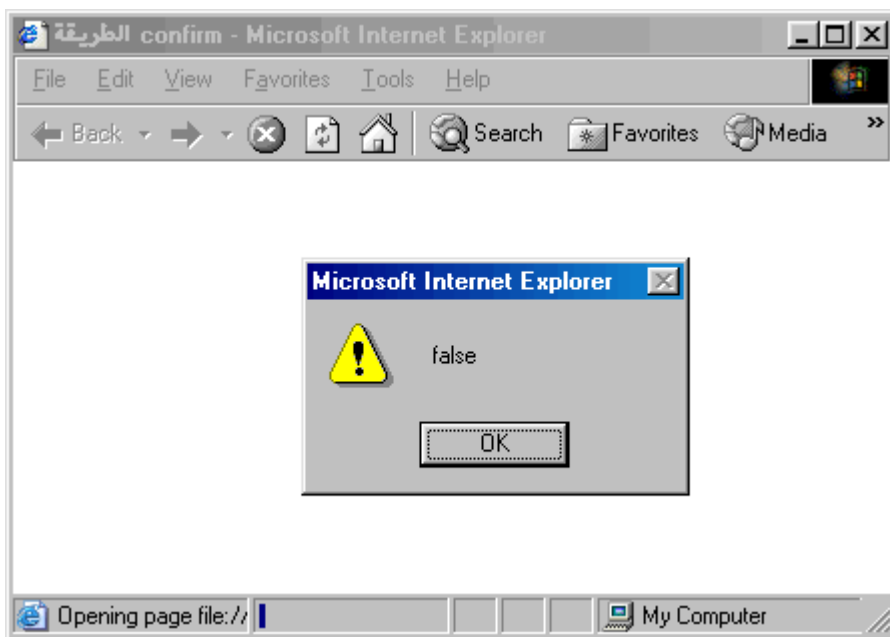 الطريقة confirm - Microsoft Internet Explorer
File Edit View Favorites Tools Help
Back Search Favorites Media »
Microsoft Internet Explorer
false
OK
Opening page file:// My Computer